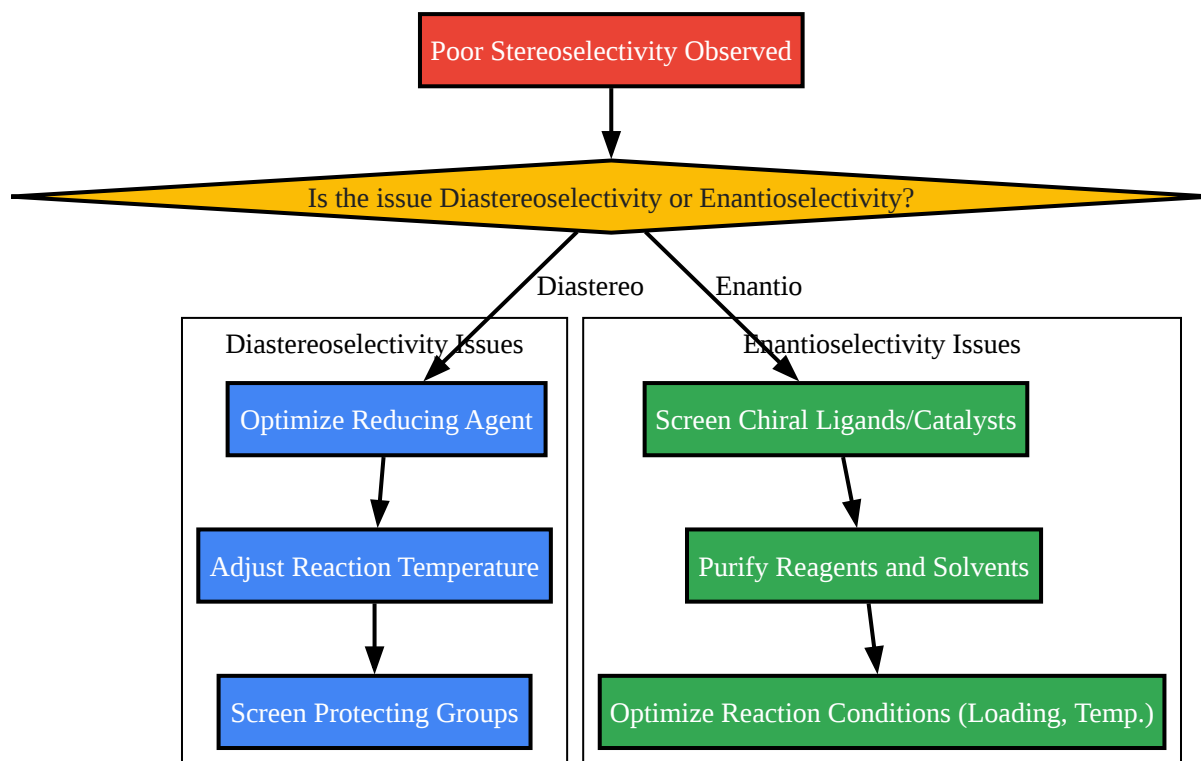 Poor Stereoselectivity Observed
Is the issue Diastereoselectivity or Enantioselectivity?
Diastereo
Enantio
Diastereoselectivity Issues
Optimize Reducing Agent
Adjust Reaction Temperature
Screen Protecting Groups
Enantioselectivity Issues
Screen Chiral Ligands/Catalysts
Purify Reagents and Solvents
Optimize Reaction Conditions (Loading, Temp.)